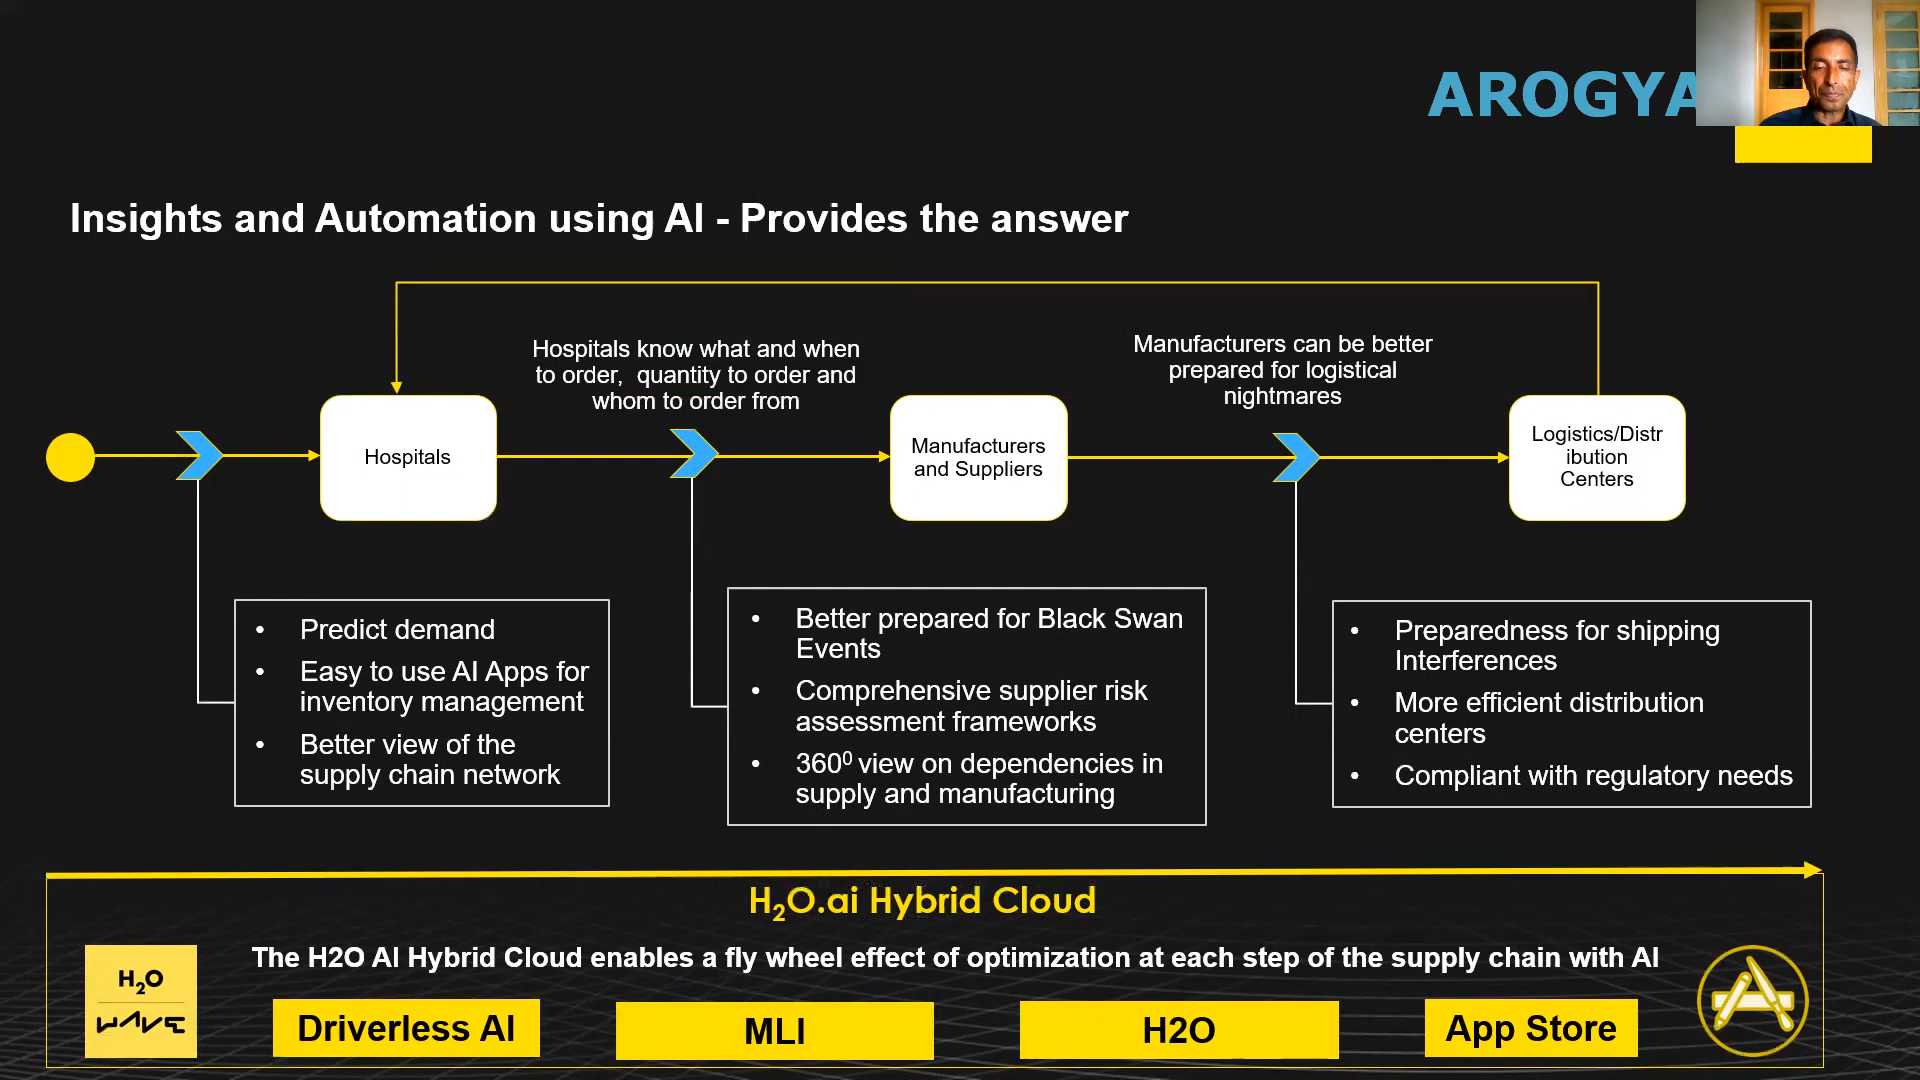 AROGYA
Insights and Automation using AI - Provides the answer
Hospitals know what and when
to order,  quantity to order and
whom to order from
Manufacturers can be better
prepared for logistical
nightmares
Hospitals
Manufacturers
and Suppliers
Logistics/Distr
ibution
Centers
• Predict demand
• Easy to use AI Apps for
inventory management
• Better view of the
supply chain network
• Better prepared for Black Swan
Events
• Comprehensive supplier risk
assessment frameworks
• 360⁰ view on dependencies in
supply and manufacturing
• Preparedness for shipping
Interferences
• More efficient distribution
centers
• Compliant with regulatory needs
H₂O.ai Hybrid Cloud
The H2O AI Hybrid Cloud enables a fly wheel effect of optimization at each step of the supply chain with AI
H₂O
WAVE
Driverless AI
MLI
H2O
App Store